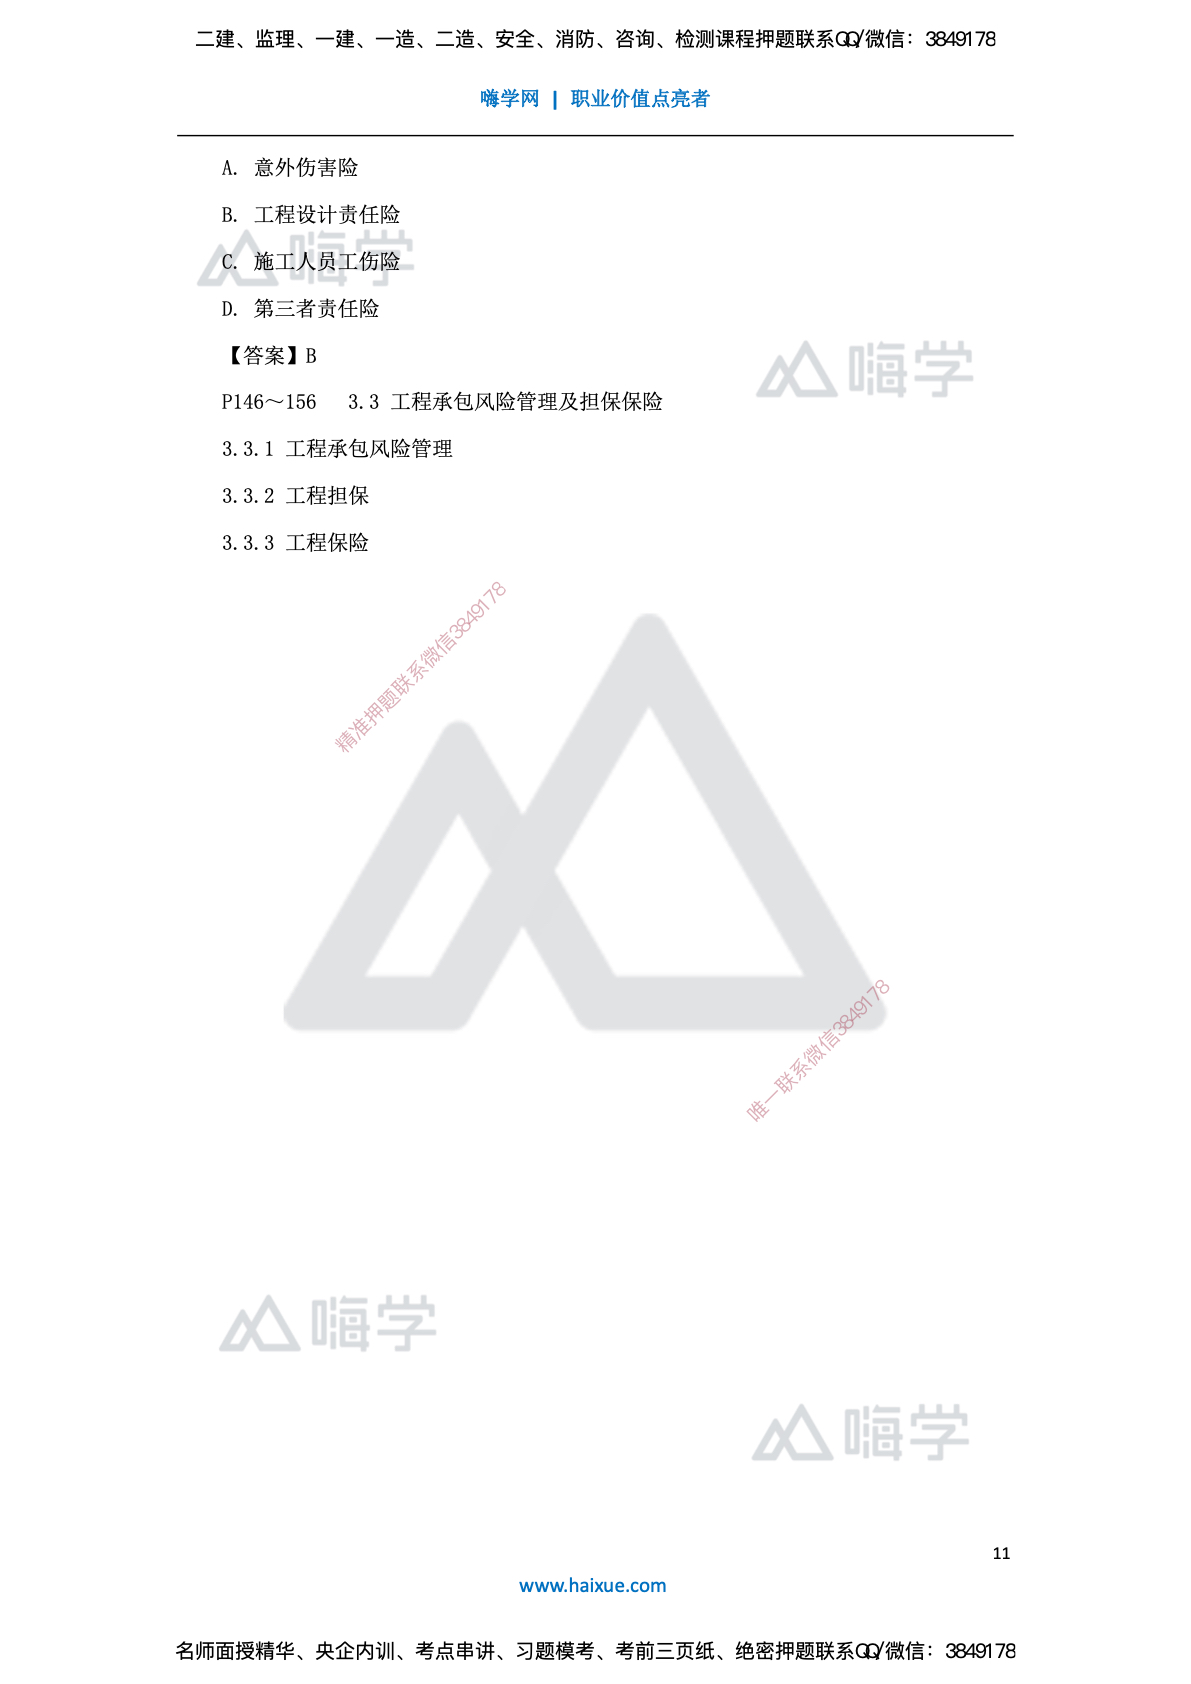 二建、监理、一建、一造、二造、安全、消防、咨询、检测课程押题联系QQ/微信：3849178
嗨学网 | 职业价值点亮者
A. 意外伤害险
B. 工程设计责任险
嗨学
C. 施工人员工伤险
D. 第三者责任险
【答案】B
嗨学
P146～156 3.3 工程承包风险管理及担保保险
3.3.1 工程承包风险管理
3.3.2 工程担保
3.3.3 工程保险
精准押题联系微信3849178
唯一联系微信3849178
嗨学
嗨学
11
www.haixue.com
名师面授精华、央企内训、考点串讲、习题模考、考前三页纸、绝密押题联系QQ/微信：3849178